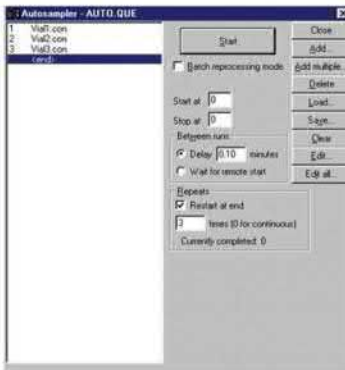 Autosampler - AUTO.QUE
1 Vial1.con
2 Vial2.con
3 Vial3.con
<end>
Start
Batch reprocessing mode
Start at 0
Stop at 0
Between runs
Delay 0.10 minutes
Wait for remote start
Repeats
Restart at end
3 times (0 for continuous)
Currently completed: 0
Close
Add...
Add multiple...
Delete
Load...
Save...
Clear
Edit...
Edit all...